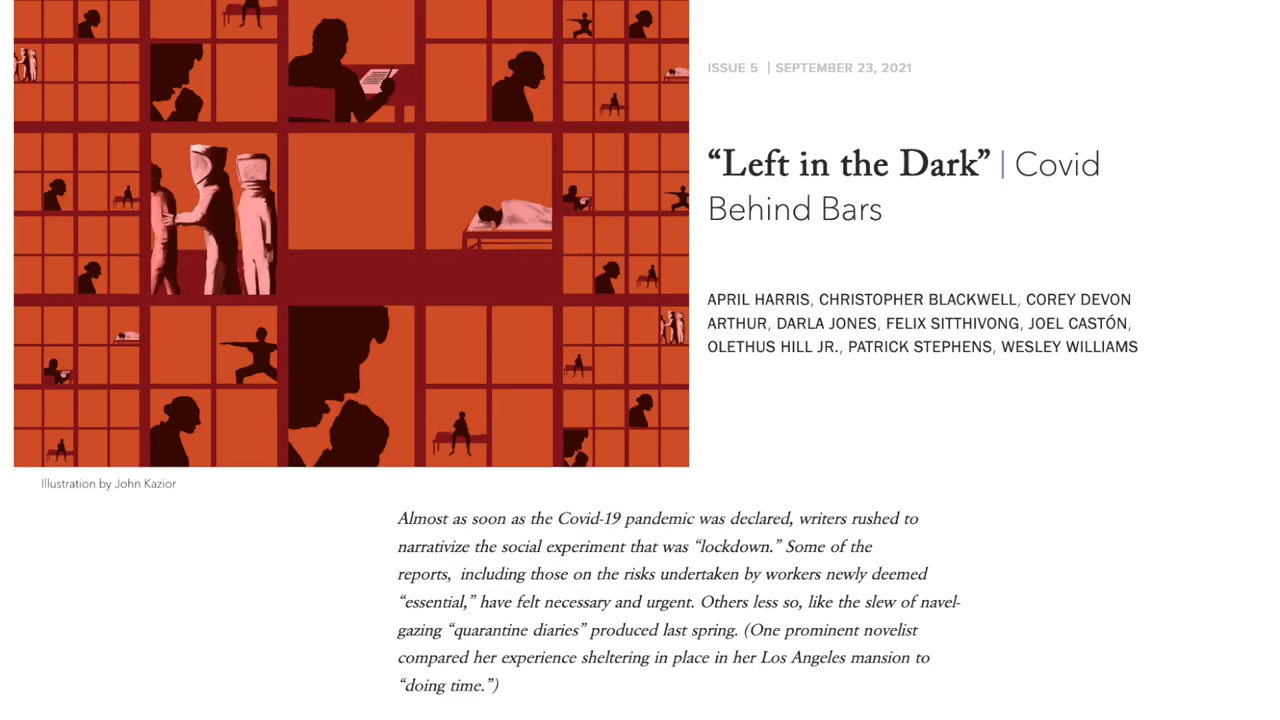 ISSUE 5 | SEPTEMBER 23, 2021
“Left in the Dark” | Covid
Behind Bars
APRIL HARRIS, CHRISTOPHER BLACKWELL, COREY DEVON
ARTHUR, DARLA JONES, FELIX SITTHIVONG, JOEL CASTÓN,
OLETHUS HILL JR., PATRICK STEPHENS, WESLEY WILLIAMS
Illustration by John Kazior
Almost as soon as the Covid-19 pandemic was declared, writers rushed to
narrativize the social experiment that was “lockdown.” Some of the
reports, including those on the risks undertaken by workers newly deemed
“essential,” have felt necessary and urgent. Others less so, like the slew of navel-
gazing “quarantine diaries” produced last spring. (One prominent novelist
compared her experience sheltering in place in her Los Angeles mansion to
“doing time.”)